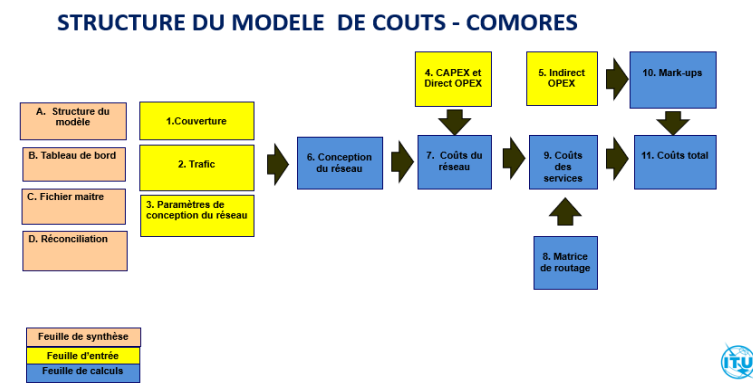 STRUCTURE DU MODELE DE COUTS - COMORES
4. CAPEX et
Direct OPEX
5. Indirect
OPEX
10. Mark-ups
A. Structure du
modèle
1.Couverture
B. Tableau de bord
2. Trafic
6. Conception
du réseau
7. Coûts du
réseau
9. Coûts
des
services
11. Coûts total
C. Fichier maitre
3. Paramètres de
conception du réseau
D. Réconciliation
8. Matrice
de routage
Feuille de synthèse
Feuille d'entrée
Feuille de calculs
ITU